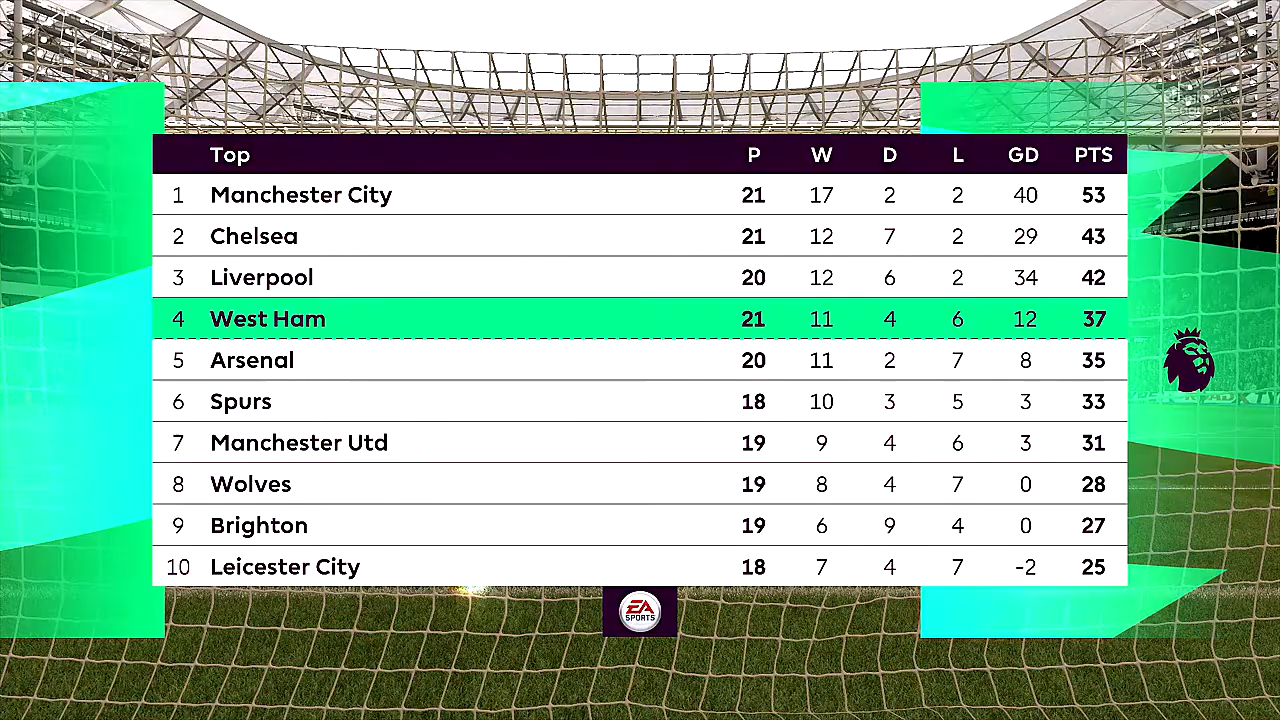 Top P W D L GD PTS
1 Manchester City 21 17 2 2 40 53
2 Chelsea 21 12 7 2 29 43
3 Liverpool 20 12 6 2 34 42
4 West Ham 21 11 4 6 12 37
5 Arsenal 20 11 2 7 8 35
6 Spurs 18 10 3 5 3 33
7 Manchester Utd 19 9 4 6 3 31
8 Wolves 19 8 4 7 0 28
9 Brighton 19 6 9 4 0 27
10 Leicester City 18 7 4 7 -2 25
EA
SPORTS